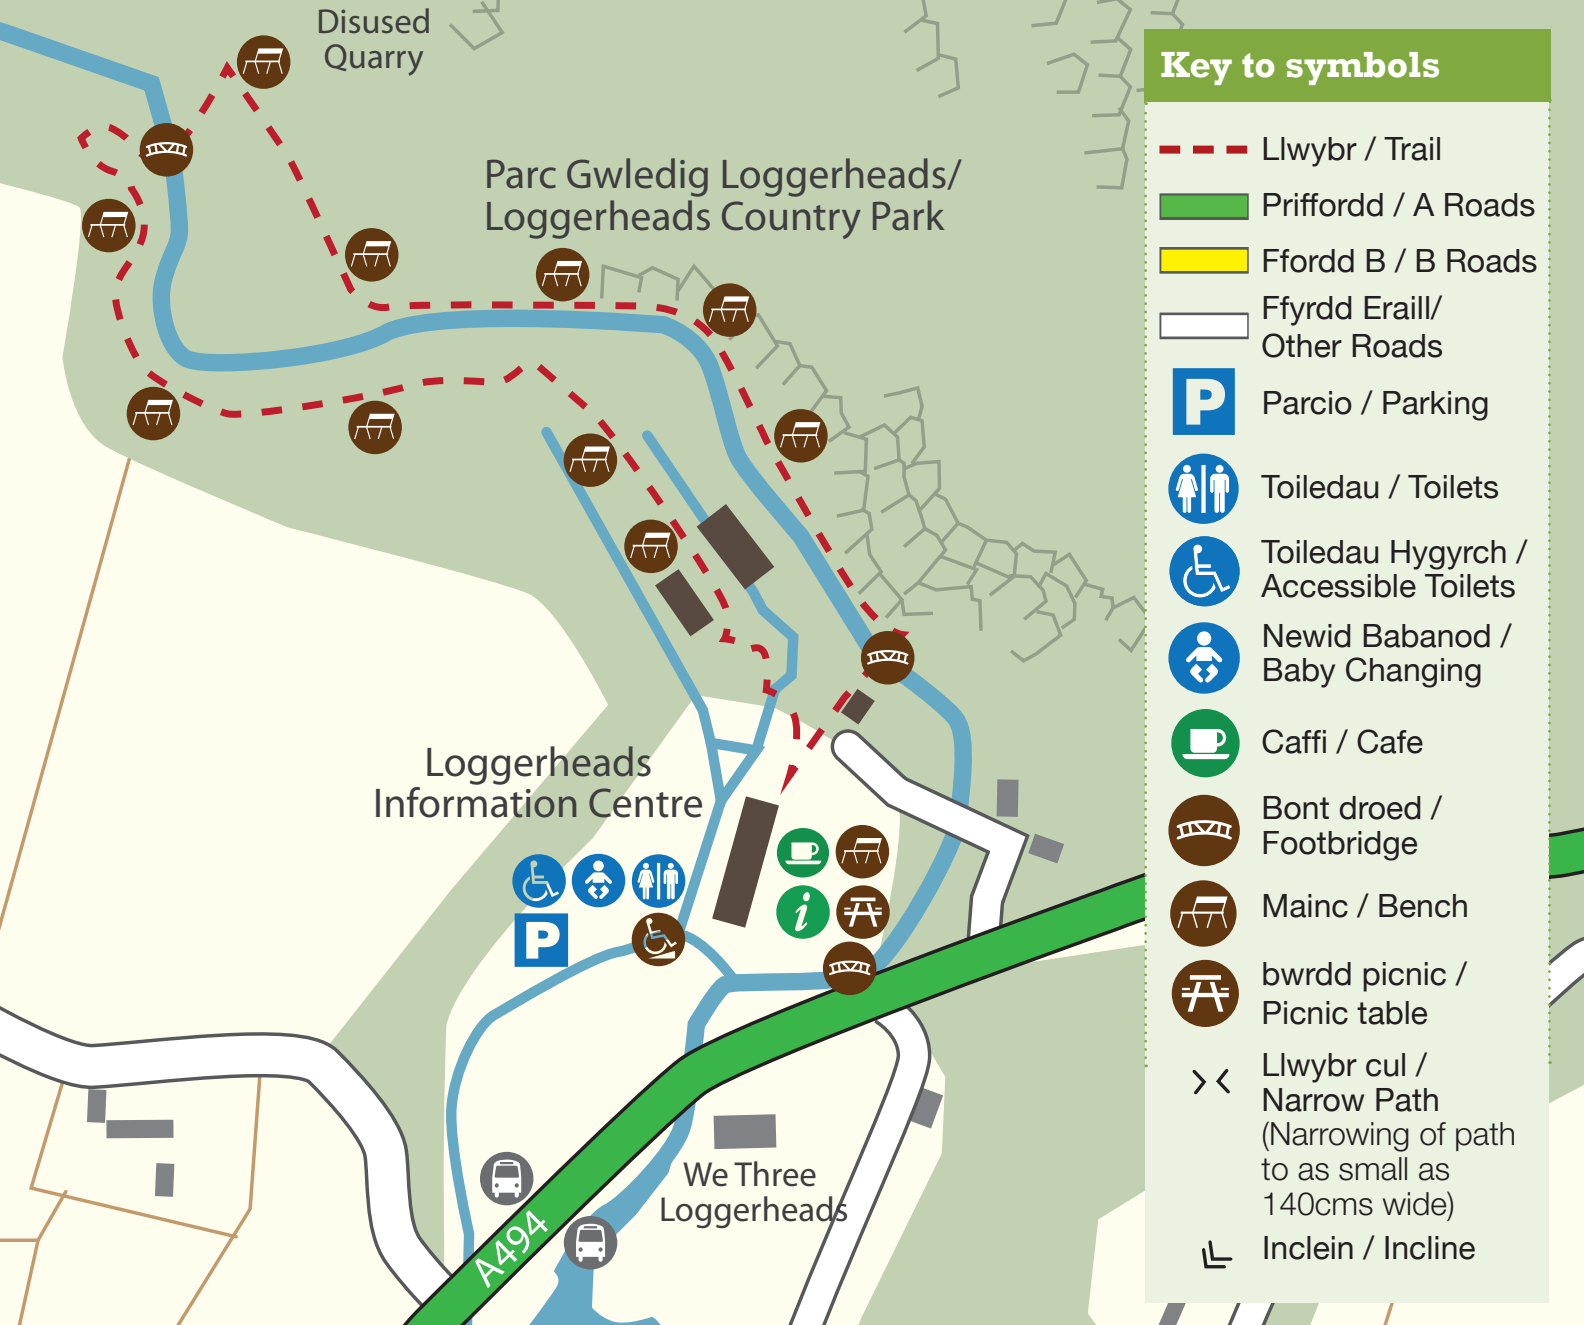 Disused
Quarry
Parc Gwledig Loggerheads/
Loggerheads Country Park
Loggerheads
Information Centre
P
i
We Three
Loggerheads
A494
Key to symbols
Llwybr / Trail
Priffordd / A Roads
Ffordd B / B Roads
Ffyrdd Eraill/
Other Roads
P
Parcio / Parking
Toiledau / Toilets
Toiledau Hygyrch /
Accessible Toilets
Newid Babanod /
Baby Changing
Caffi / Cafe
Bont droed /
Footbridge
Mainc / Bench
bwrdd picnic /
Picnic table
Llwybr cul /
Narrow Path
(Narrowing of path
to as small as
140cms wide)
Inclein / Incline